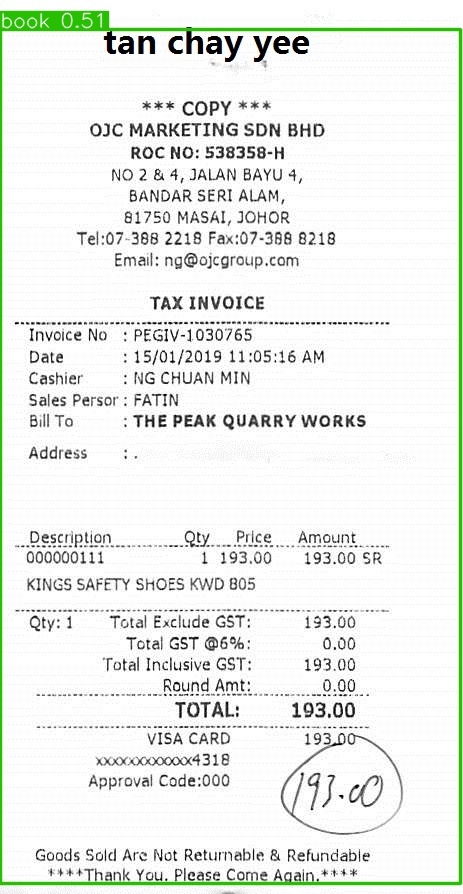 book 0.51
tan chay yee
*** COPY ***
OJC MARKETING SDN BHD
ROC NO: 538358-H
NO 2 & 4, JALAN BAYU 4,
BANDAR SERI ALAM,
81750 MASAI, JOHOR
Tel:07-388 2218 Fax:07-388 8218
Email: ng@ojcgroup.com
TAX INVOICE
Invoice No : PEGIV-1030765
Date : 15/01/2019 11:05:16 AM
Cashier : NG CHUAN MIN
Sales Persor : FATIN
Bill To : THE PEAK QUARRY WORKS
Address : .
Description Qty Price Amount
000000111 1 193.00 193.00 SR
KINGS SAFETY SHOES KWD 805
Qty: 1 Total Exclude GST: 193.00
Total GST @6%: 0.00
Total Inclusive GST: 193.00
Round Amt: 0.00
TOTAL: 193.00
VISA CARD 193.00
xxxxxxxxxxxx4318
Approval Code:000
193.00
Goods Sold Are Not Returnable & Refundable
****Thank You. Please Come Again.****